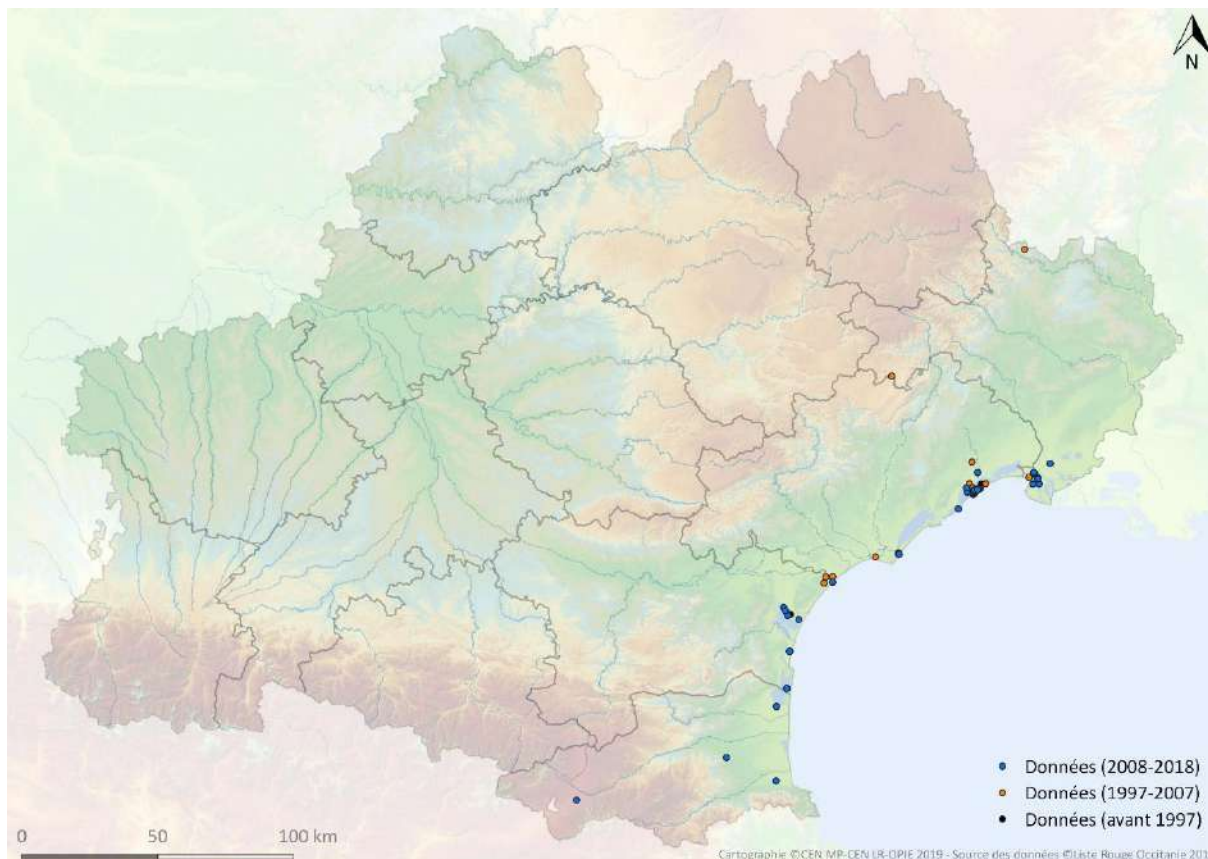 N
Données (2008-2018)
Données (1997-2007)
Données (avant 1997)
0 50 100 km
Cartographie ©CEN MP-CEN LR-OPIE 2019 - Source des données ©Liste Rouge Occitanie 201